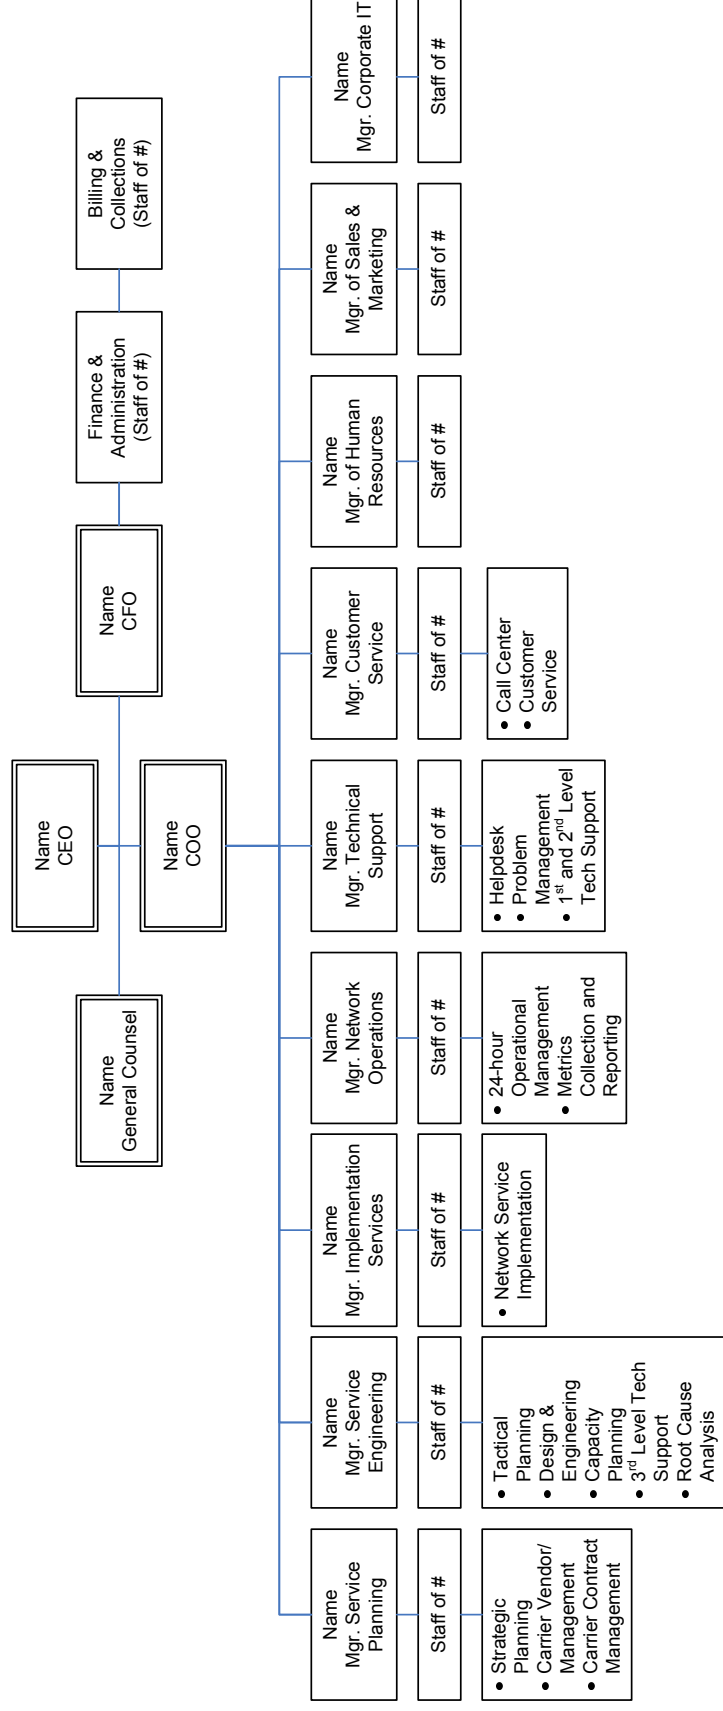 Name
CEO
Name
General Counsel
Name
COO
Name
CFO
Finance &
Administration
(Staff of #)
Billing &
Collections
(Staff of #)
Name
Mgr. Service
Planning
Staff of #
• Strategic
Planning
• Carrier Vendor/
Management
• Carrier Contract
Management
Name
Mgr. Service
Engineering
Staff of #
• Tactical
Planning
• Design &
Engineering
• Capacity
Planning
• 3rd Level Tech
Support
• Root Cause
Analysis
Name
Mgr. Implementation
Services
Staff of #
• Network Service
Implementation
Name
Mgr. Network
Operations
Staff of #
• 24-hour
Operational
Management
• Metrics
Collection and
Reporting
Name
Mgr. Technical
Support
Staff of #
• Helpdesk
• Problem
Management
• 1st and 2nd Level
Tech Support
Name
Mgr. Customer
Service
Staff of #
• Call Center
• Customer
Service
Name
Mgr. of Human
Resources
Staff of #
Name
Mgr. of Sales &
Marketing
Staff of #
Name
Mgr. Corporate IT
Staff of #